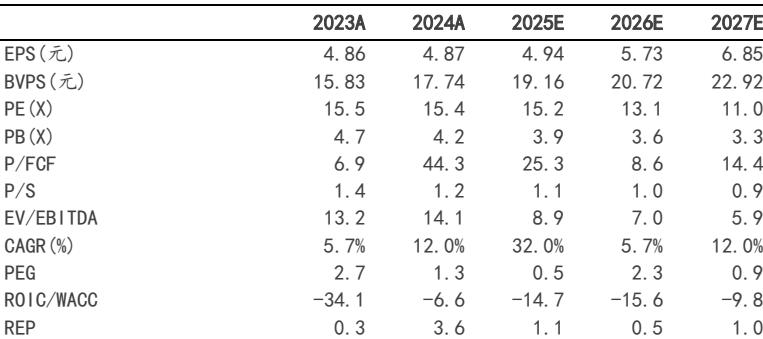 2023A 2024A 2025E 2026E 2027E
EPS(元) 4.86 4.87 4.94 5.73 6.85
BVPS(元) 15.83 17.74 19.16 20.72 22.92
PE(X) 15.5 15.4 15.2 13.1 11.0
PB(X) 4.7 4.2 3.9 3.6 3.3
P/FCF 6.9 44.3 25.3 8.6 14.4
P/S 1.4 1.2 1.1 1.0 0.9
EV/EBITDA 13.2 14.1 8.9 7.0 5.9
CAGR(%) 5.7% 12.0% 32.0% 5.7% 12.0%
PEG 2.7 1.3 0.5 2.3 0.9
ROIC/WACC -34.1 -6.6 -14.7 -15.6 -9.8
REP 0.3 3.6 1.1 0.5 1.0